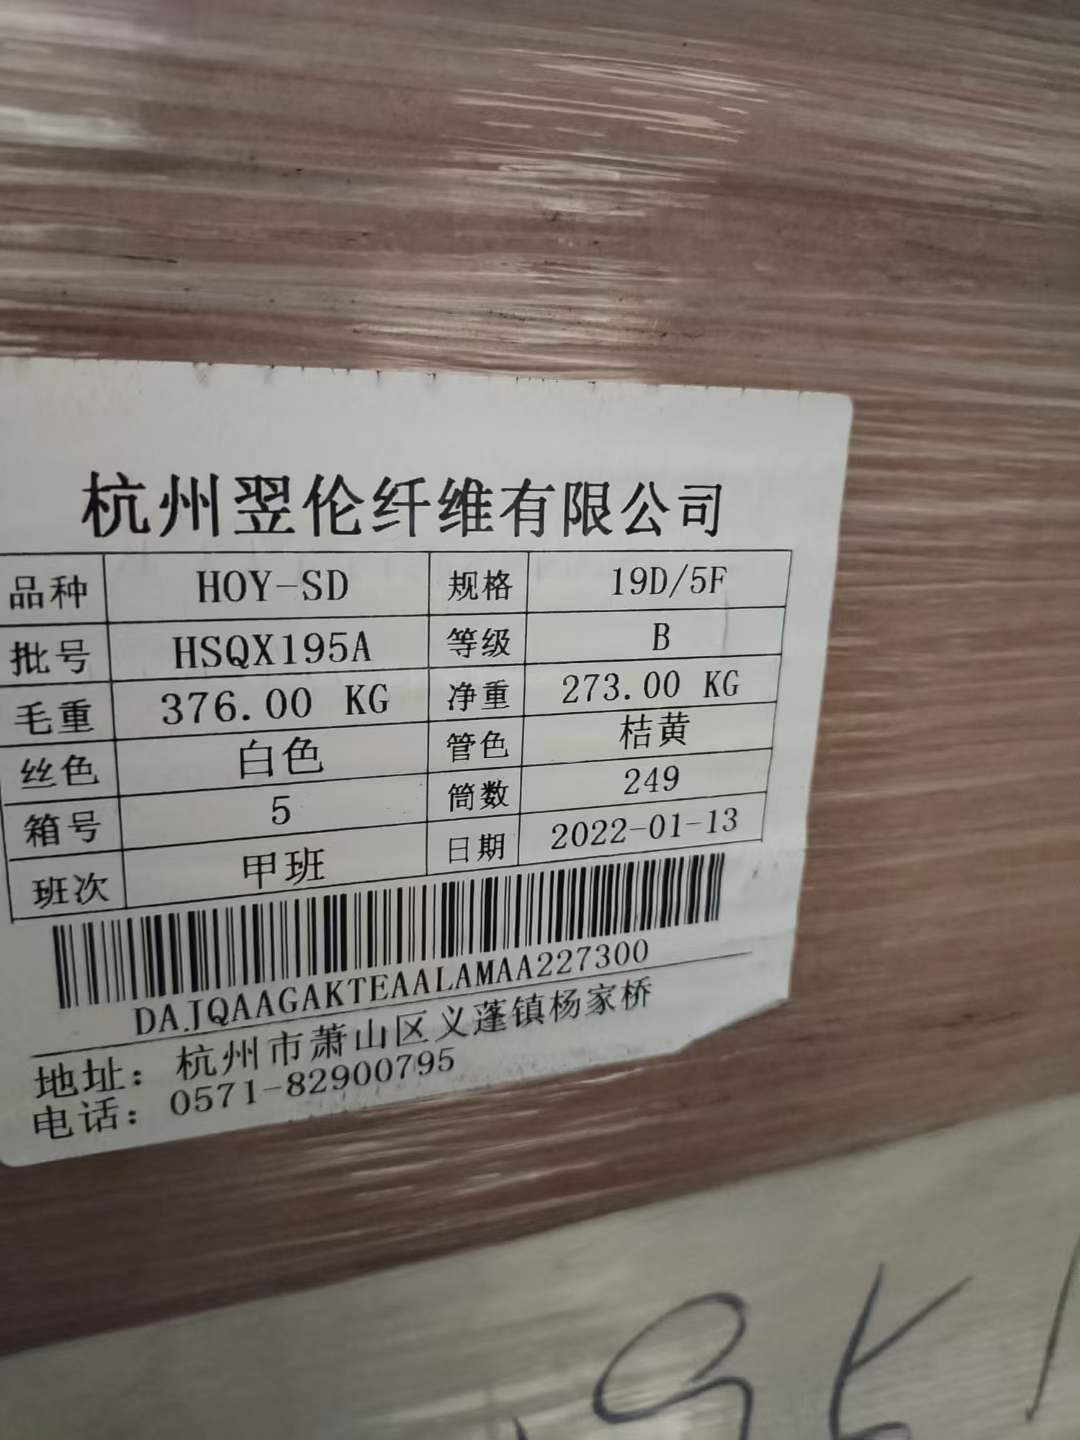 杭州翌伦纤维有限公司
品种 HOY-SD 规格 19D/5F
批号 HSQX195A 等级 B
毛重 376.00 KG 净重 273.00 KG
丝色 白色 管色 桔黄
箱号 5 筒数 249
班次 甲班 日期 2022-01-13
DAJQAAGAKTEAALAMAA227300
地址: 杭州市萧山区义蓬镇杨家桥
电话: 0571-82900795